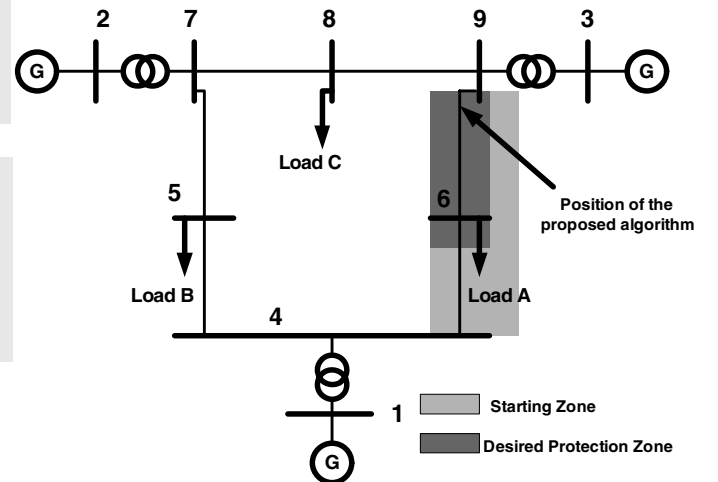 2
7
8
9
3
G
G
Load C
5
6
Position of the
proposed algorithm
Load B
4
Load A
1
Starting Zone
G
Desired Protection Zone